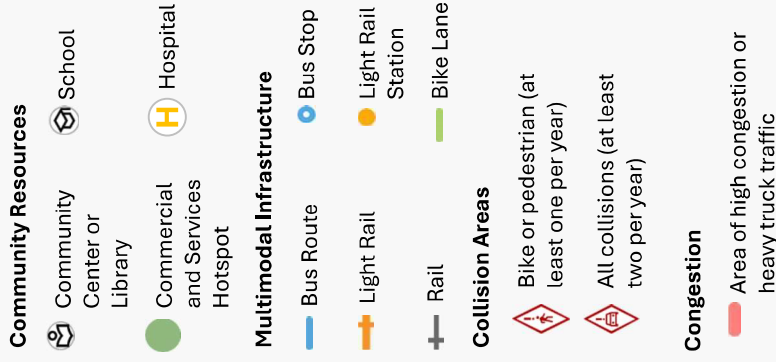 Community Resources
Community
Center or
Library
School
Commercial
and Services
Hotspot
H
Hospital
Multimodal Infrastructure
Bus Route
Bus Stop
Light Rail
Light Rail
Station
Rail
Bike Lane
Collision Areas
Bike or pedestrian (at
least one per year)
All collisions (at least
two per year)
Congestion
Area of high congestion or
heavy truck traffic